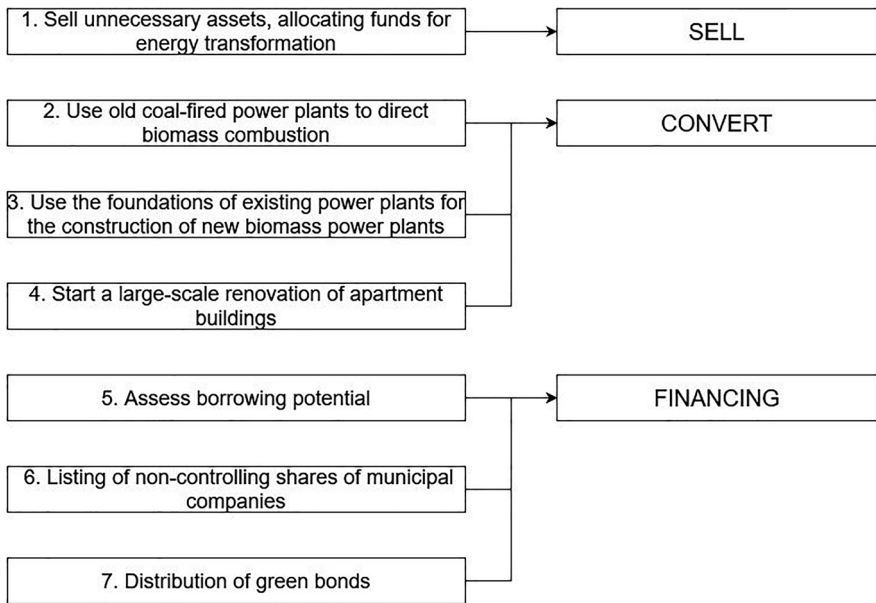 1. Sell unnecessary assets, allocating funds for
energy transformation
SELL
2. Use old coal-fired power plants to direct
biomass combustion
CONVERT
3. Use the foundations of existing power plants for
the construction of new biomass power plants
4. Start a large-scale renovation of apartment
buildings
5. Assess borrowing potential
FINANCING
6. Listing of non-controlling shares of municipal
companies
7. Distribution of green bonds